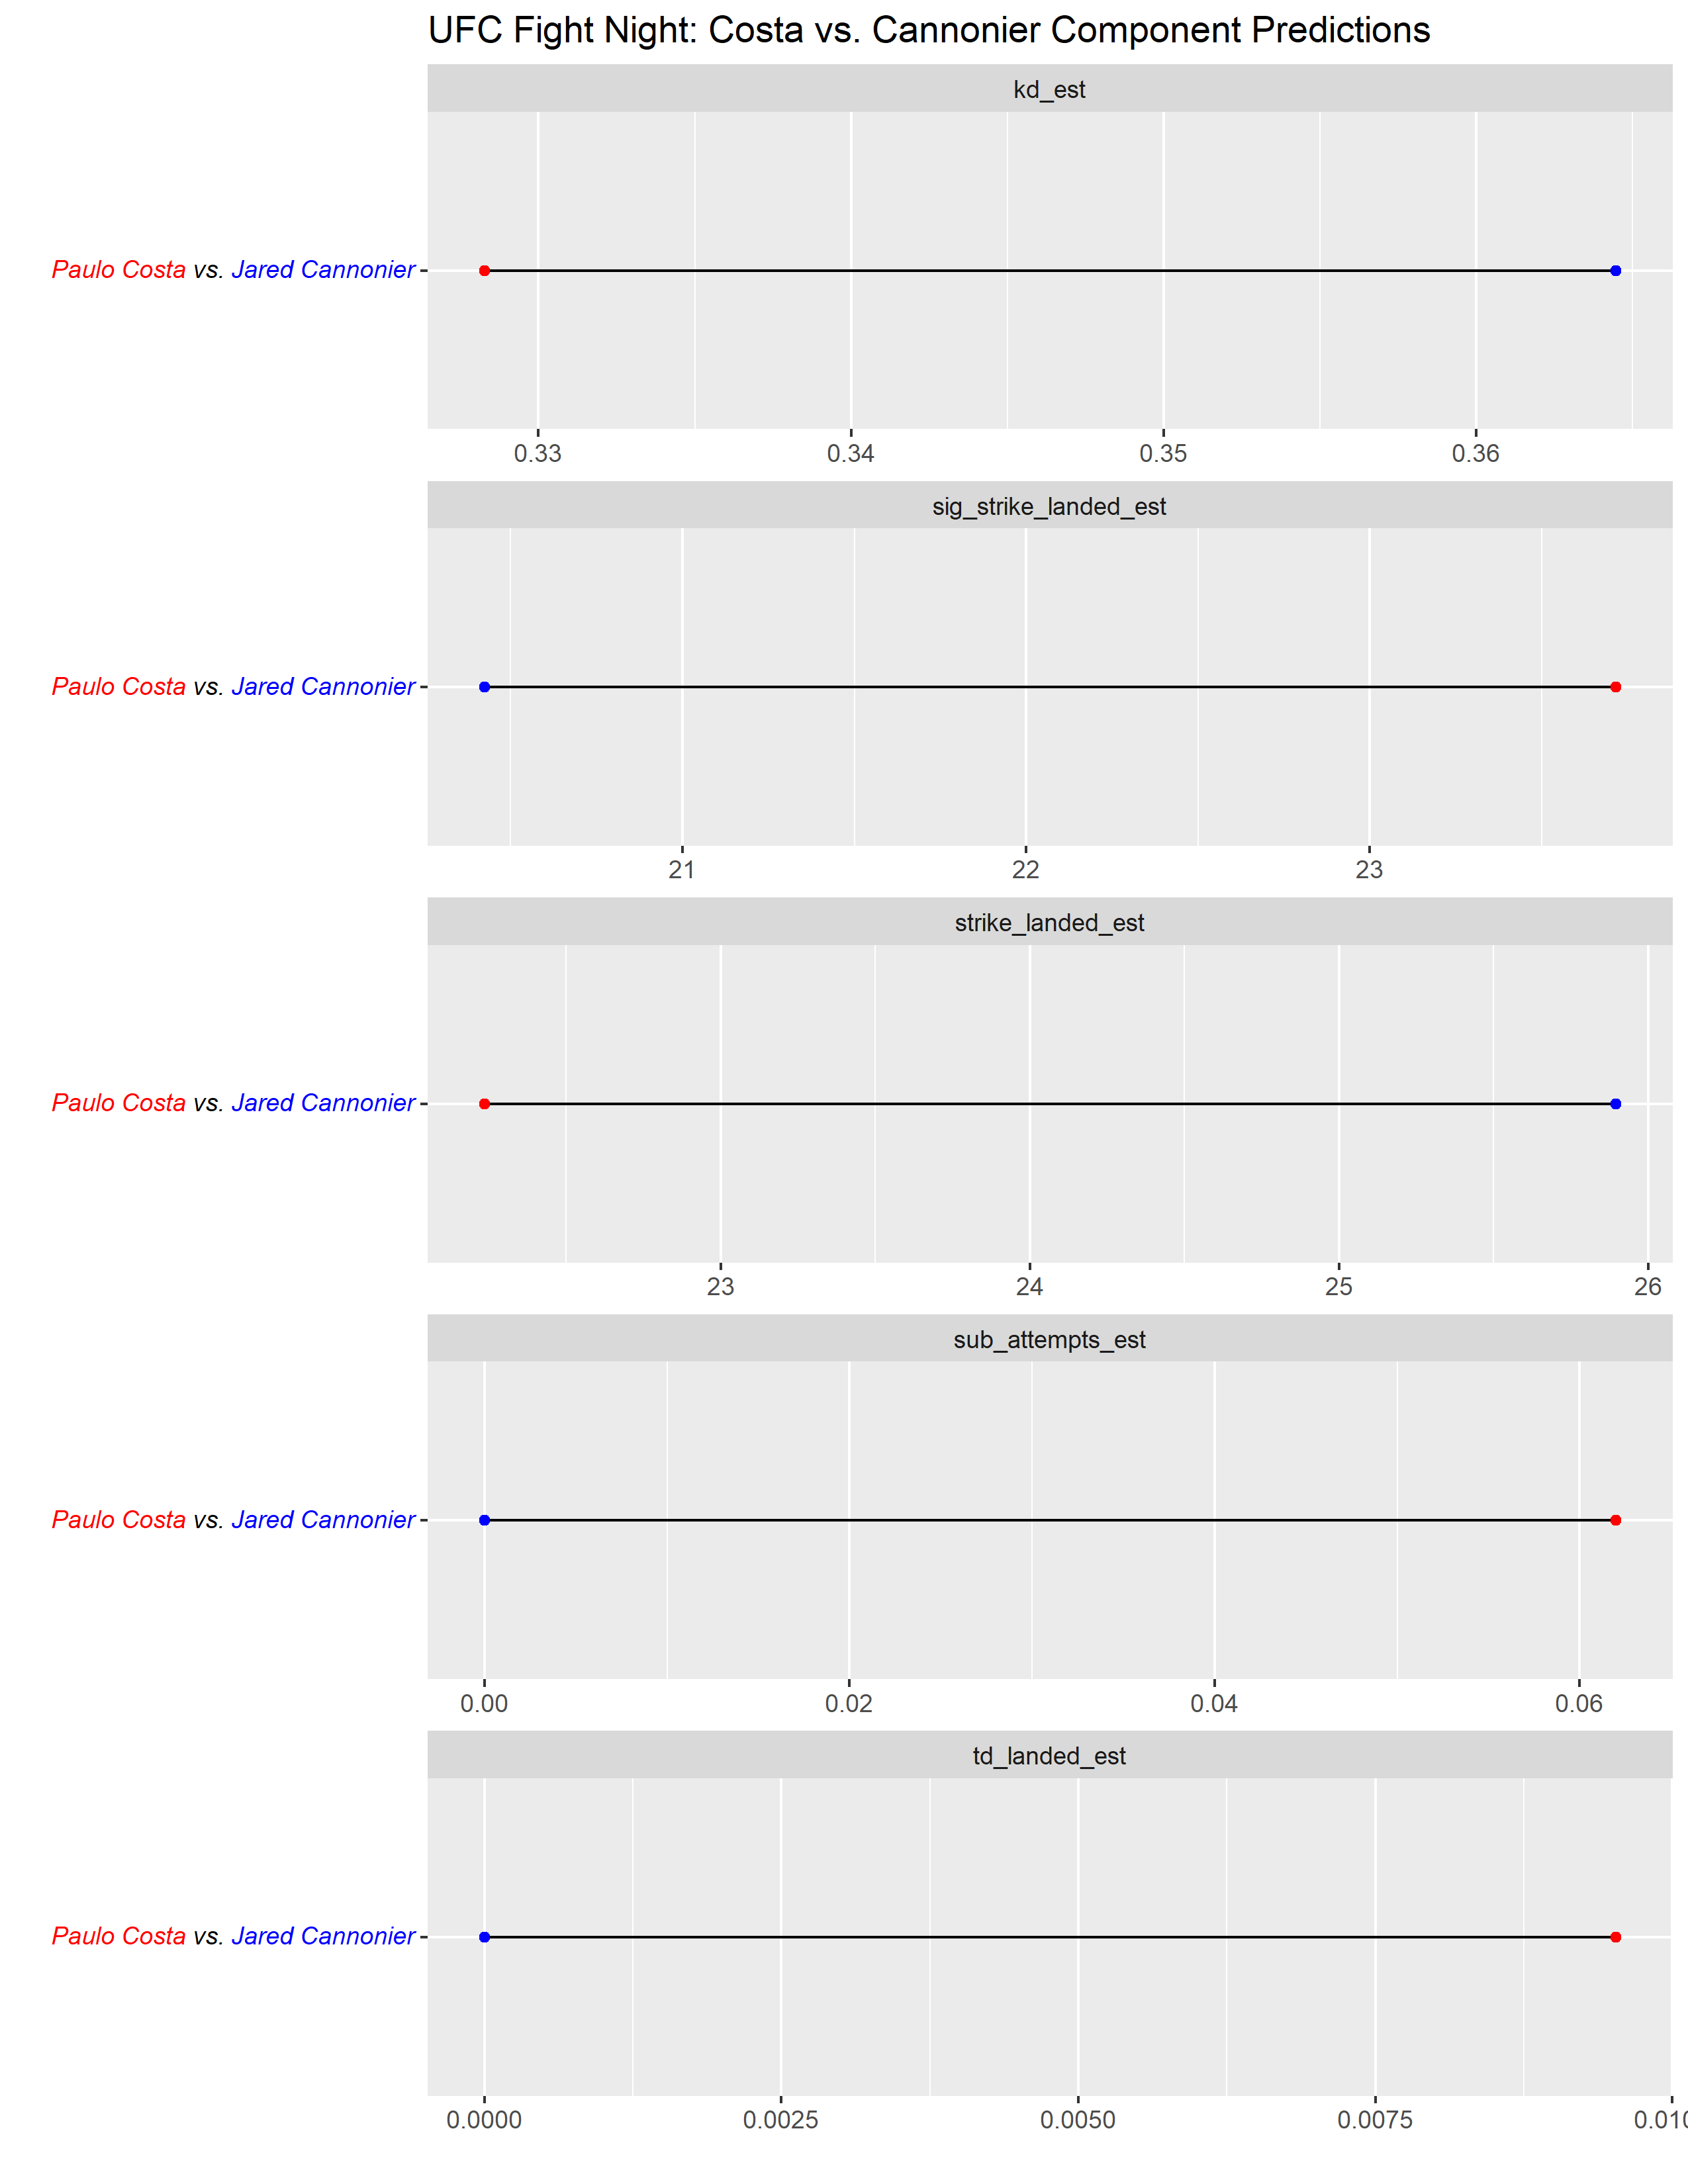 UFC Fight Night: Costa vs. Cannonier Component Predictions
kd_est
Paulo Costa vs. Jared Cannonier
0.33 0.34 0.35 0.36
sig_strike_landed_est
Paulo Costa vs. Jared Cannonier
21 22 23
strike_landed_est
Paulo Costa vs. Jared Cannonier
23 24 25 26
sub_attempts_est
Paulo Costa vs. Jared Cannonier
0.00 0.02 0.04 0.06
td_landed_est
Paulo Costa vs. Jared Cannonier
0.0000 0.0025 0.0050 0.0075